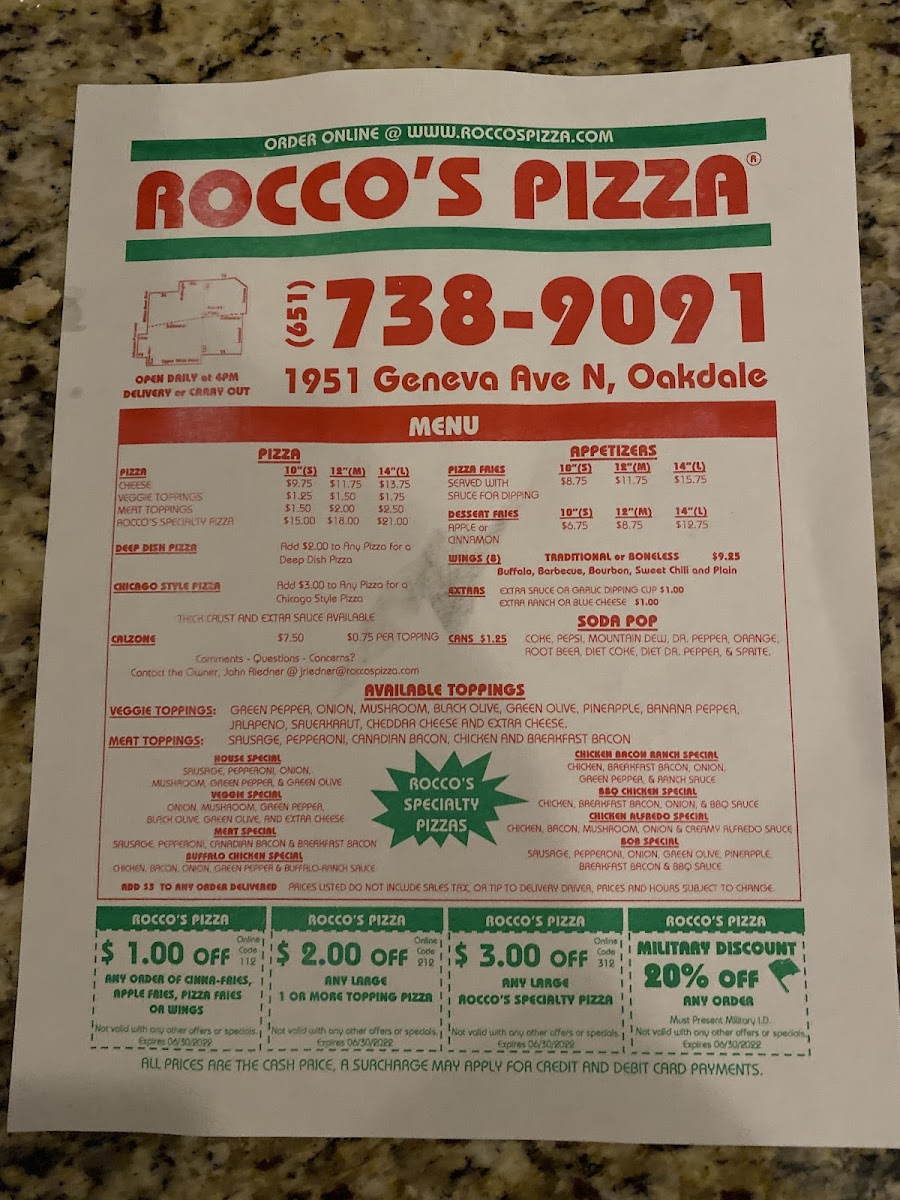 ORDER ONLINE @ WWW.ROCCOSPIZZA.COM
ROCCO'S PIZZA®
(651) 738-9091
1951 Geneva Ave N, Oakdale
OPEN DAILY at 4PM
DELIVERY or CARRY OUT
MENU
PIZZA
PIZZA 10"(S) 12"(M) 14"(L)
CHEESE $9.75 $11.75 $13.75
VEGGIE TOPPINGS $1.25 $1.50 $1.75
MEAT TOPPINGS $1.50 $2.00 $2.50
ROCCO'S SPECIALTY PIZZA $15.00 $18.00 $21.00
DEEP DISH PIZZA Add $2.00 to Any Pizza for a
Deep Dish Pizza
CHICAGO STYLE PIZZA Add $3.00 to Any Pizza for a
Chicago Style Pizza
THICK CRUST AND EXTRA SAUCE AVAILABLE
CALZONE $7.50 $0.75 PER TOPPING
Comments - Questions - Concerns?
Contact the Owner, John Riedner @ jriedner@roccospizza.com
APPETIZERS
PIZZA FRIES 10"(S) 12"(M) 14"(L)
SERVED WITH $8.75 $11.75 $15.75
SAUCE FOR DIPPING
DESSERT FRIES 10"(S) 12"(M) 14"(L)
APPLE or $6.75 $8.75 $12.75
CINNAMON
WINGS (8) TRADITIONAL or BONELESS $9.25
Buffalo, Barbecue, Bourbon, Sweet Chili and Plain
EXTRAS EXTRA SAUCE OR GARLIC DIPPING CUP $1.00
EXTRA RANCH OR BLUE CHEESE $1.00
SODA POP
CANS $1.25 COKE, PEPSI, MOUNTAIN DEW, DR. PEPPER, ORANGE,
ROOT BEER, DIET COKE, DIET DR. PEPPER, & SPRITE.
AVAILABLE TOPPINGS
VEGGIE TOPPINGS: GREEN PEPPER, ONION, MUSHROOM, BLACK OLIVE, GREEN OLIVE, PINEAPPLE, BANANA PEPPER,
JALAPENO, SAUERKRAUT, CHEDDAR CHEESE AND EXTRA CHEESE.
MEAT TOPPINGS: SAUSAGE, PEPPERONI, CANADIAN BACON, CHICKEN AND BREAKFAST BACON
HOUSE SPECIAL
SAUSAGE, PEPPERONI, ONION,
MUSHROOM, GREEN PEPPER, & GREEN OLIVE
VEGGIE SPECIAL
ONION, MUSHROOM, GREEN PEPPER,
BLACK OLIVE, GREEN OLIVE, AND EXTRA CHEESE
MEAT SPECIAL
SAUSAGE, PEPPERONI, CANADIAN BACON & BREAKFAST BACON
BUFFALO CHICKEN SPECIAL
CHICKEN, BACON, ONION, GREEN PEPPER & BUFFALO-RANCH SAUCE
ROCCO'S
SPECIALTY
PIZZAS
CHICKEN BACON RANCH SPECIAL
CHICKEN, BREAKFAST BACON, ONION,
GREEN PEPPER, & RANCH SAUCE
BBQ CHICKEN SPECIAL
CHICKEN, BREAKFAST BACON, ONION, & BBQ SAUCE
CHICKEN ALFREDO SPECIAL
CHICKEN, BACON, MUSHROOM, ONION & CREAMY ALFREDO SAUCE
BOB SPECIAL
SAUSAGE, PEPPERONI, ONION, GREEN OLIVE, PINEAPPLE,
BREAKFAST BACON & BBQ SAUCE
ADD $3 TO ANY ORDER DELIVERED PRICES LISTED DO NOT INCLUDE SALES TAX, OR TIP TO DELIVERY DRIVER, PRICES AND HOURS SUBJECT TO CHANGE.
ROCCO'S PIZZA
$ 1.00 OFF Online Code 112
ANY ORDER OF CINNA-FRIES,
APPLE FRIES, PIZZA FRIES
OR WINGS
Not valid with any other offers or specials.
Expires 06/30/2022
ROCCO'S PIZZA
$ 2.00 OFF Online Code 212
ANY LARGE
1 OR MORE TOPPING PIZZA
Not valid with any other offers or specials.
Expires 06/30/2022
ROCCO'S PIZZA
$ 3.00 OFF Online Code 312
ANY LARGE
ROCCO'S SPECIALTY PIZZA
Not valid with any other offers or specials.
Expires 06/30/2022
ROCCO'S PIZZA
MILITARY DISCOUNT
20% OFF
ANY ORDER
Must Present Military I.D.
Not valid with any other offers or specials.
Expires 06/30/2022
ALL PRICES ARE THE CASH PRICE, A SURCHARGE MAY APPLY FOR CREDIT AND DEBIT CARD PAYMENTS.